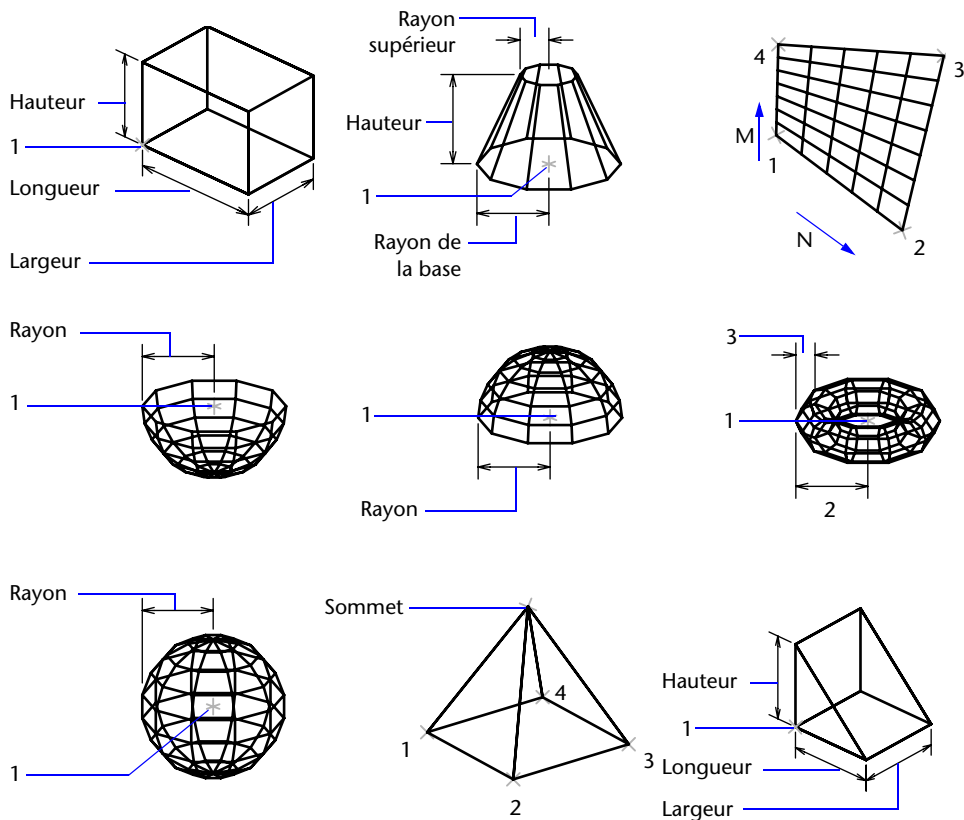 Hauteur
1
Longueur
Largeur
Rayon
supérieur
Hauteur
1
Rayon de
la base
4
3
M
1
N
2
Rayon
1
1
Rayon
3
1
2
Rayon
1
Sommet
4
1
3
2
Hauteur
1
Longueur
Largeur